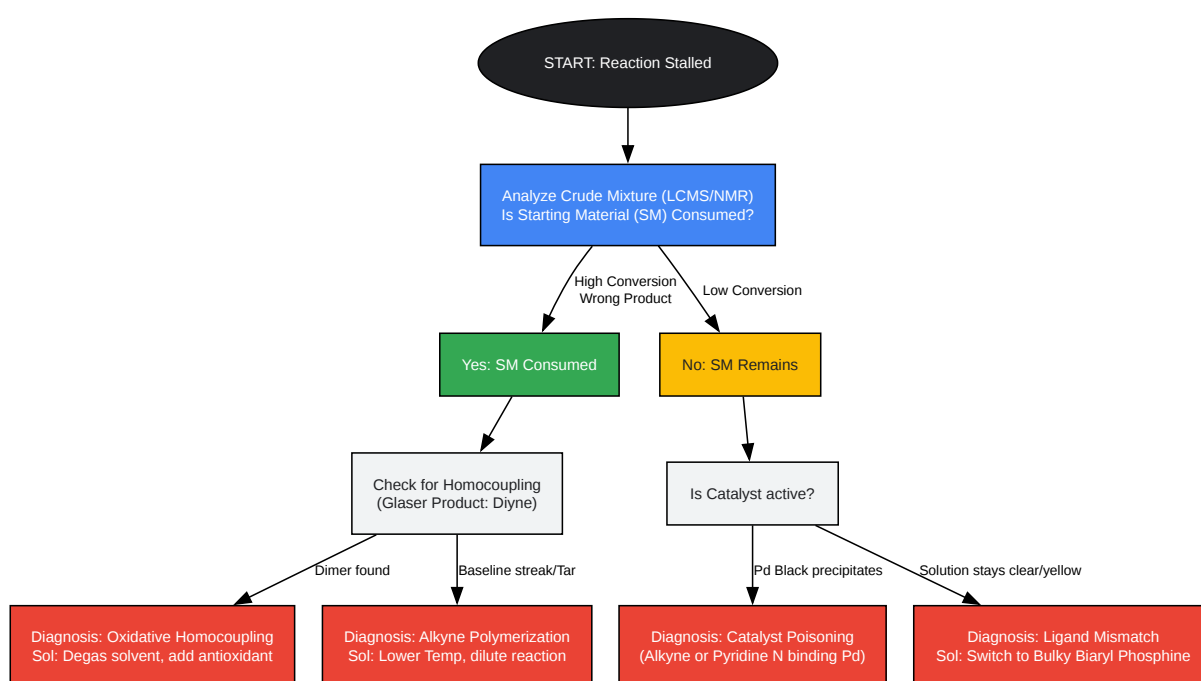 START: Reaction Stalled
Analyze Crude Mixture (LCMS/NMR)
Is Starting Material (SM) Consumed?
High Conversion
Wrong Product
Low Conversion
Yes: SM Consumed
No: SM Remains
Check for Homocoupling
(Glaser Product: Diyne)
Is Catalyst active?
Dimer found
Baseline streak/Tar
Pd Black precipitates
Solution stays clear/yellow
Diagnosis: Oxidative Homocoupling
Sol: Degas solvent, add antioxidant
Diagnosis: Alkyne Polymerization
Sol: Lower Temp, dilute reaction
Diagnosis: Catalyst Poisoning
(Alkyne or Pyridine N binding Pd)
Diagnosis: Ligand Mismatch
Sol: Switch to Bulky Biaryl Phosphine